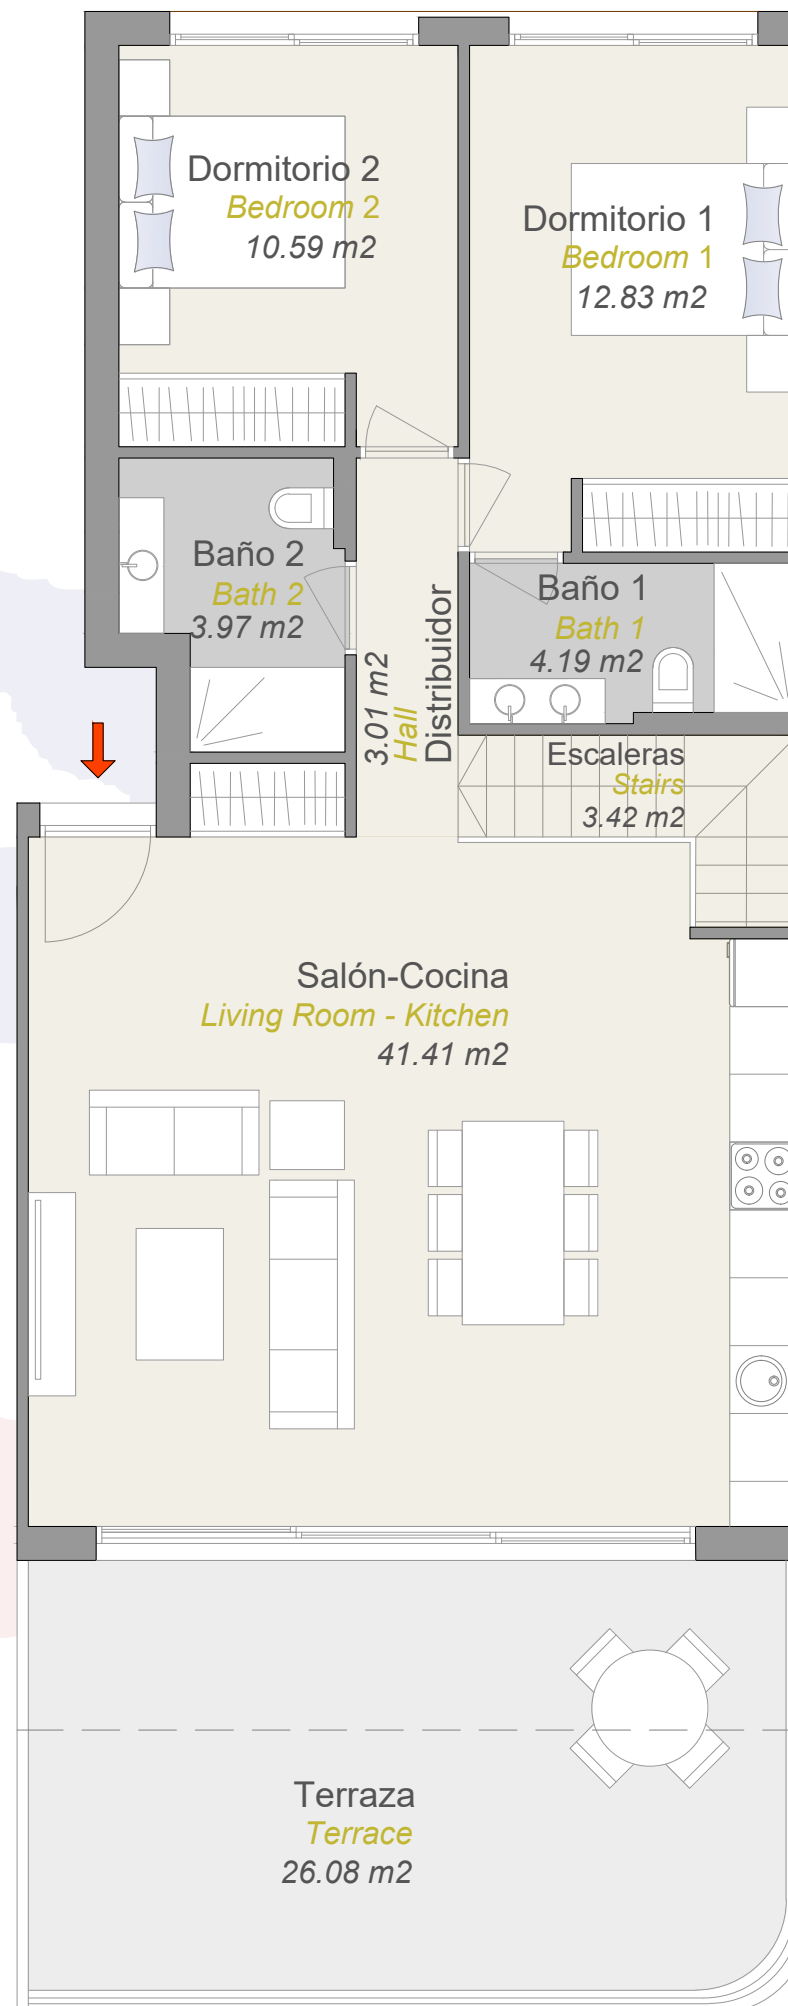 Dormitorio 2
Bedroom 2
10.59 m2
Dormitorio 1
Bedroom 1
12.83 m2
Baño 2
Bath 2
3.97 m2
Distribuidor
Hall
3.01 m2
Baño 1
Bath 1
4.19 m2
Escaleras
Stairs
3.42 m2
Salón-Cocina
Living Room - Kitchen
41.41 m2
Terraza
Terrace
26.08 m2